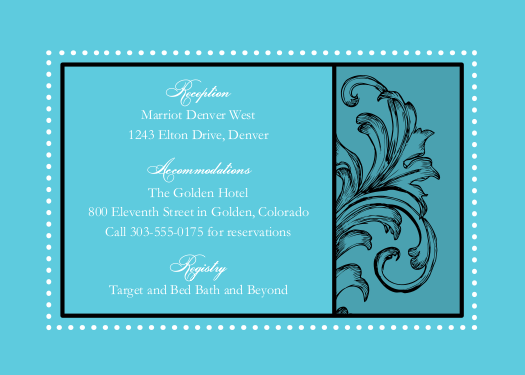 Reception
Marriot Denver West
1243 Elton Drive, Denver
Accommodations
The Golden Hotel
800 Eleventh Street in Golden, Colorado
Call 303-555-0175 for reservations
Registry
Target and Bed Bath and Beyond